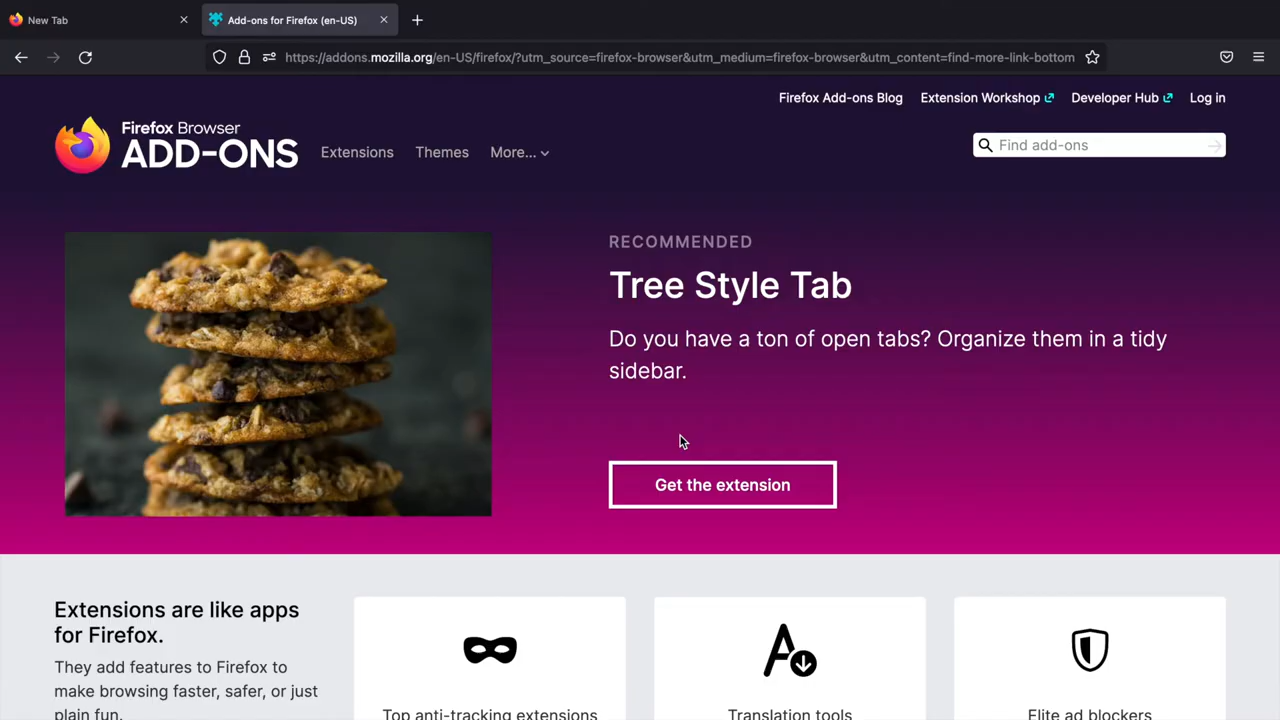 New Tab
Add-ons for Firefox (en-US)
https://addons.mozilla.org/en-US/firefox/?utm_source=firefox-browser&utm_medium=firefox-browser&utm_content=find-more-link-bottom
Firefox Add-ons Blog
Extension Workshop
Developer Hub
Log in
Firefox Browser
ADD-ONS
Extensions
Themes
More...
Find add-ons
RECOMMENDED
Tree Style Tab
Do you have a ton of open tabs? Organize them in a tidy
sidebar.
Get the extension
Extensions are like apps
for Firefox.
They add features to Firefox to
make browsing faster, safer, or just
plain fun.
Top anti-tracking extensions
Translation tools
Elite ad blockers